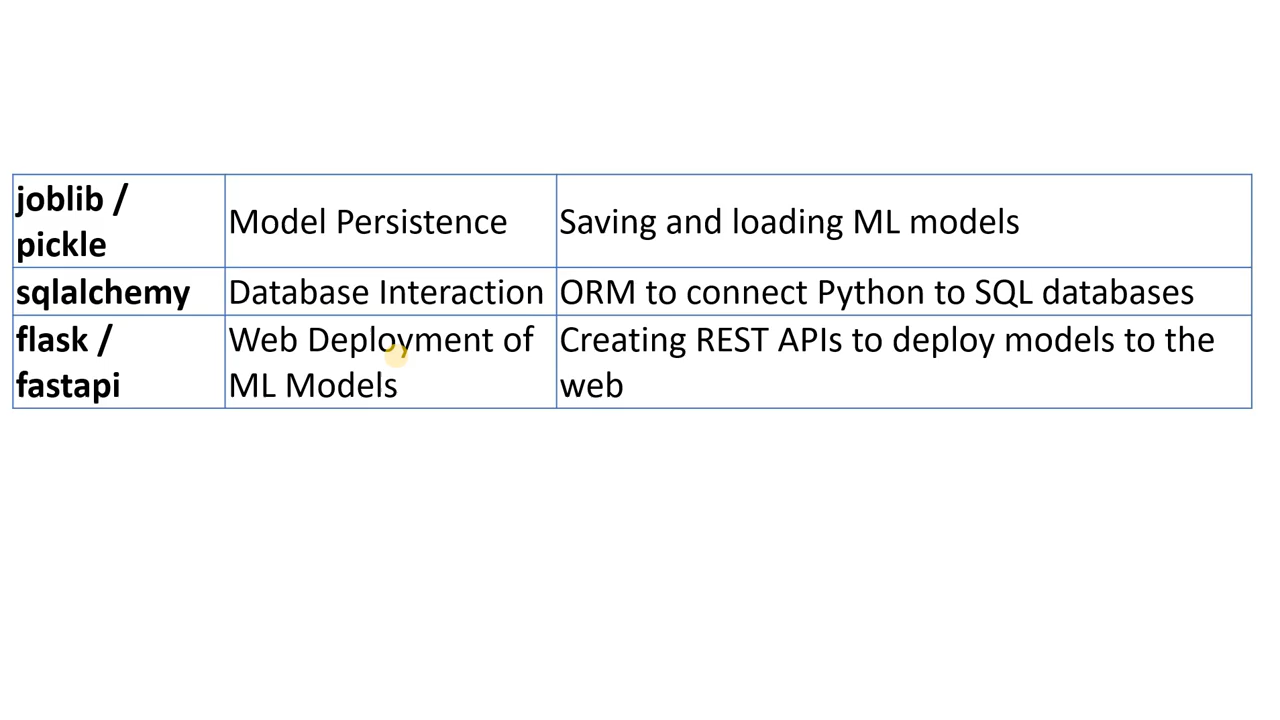 joblib /
pickle
Model Persistence
Saving and loading ML models
sqlalchemy
Database Interaction
ORM to connect Python to SQL databases
flask /
fastapi
Web Deployment of
ML Models
Creating REST APIs to deploy models to the
web